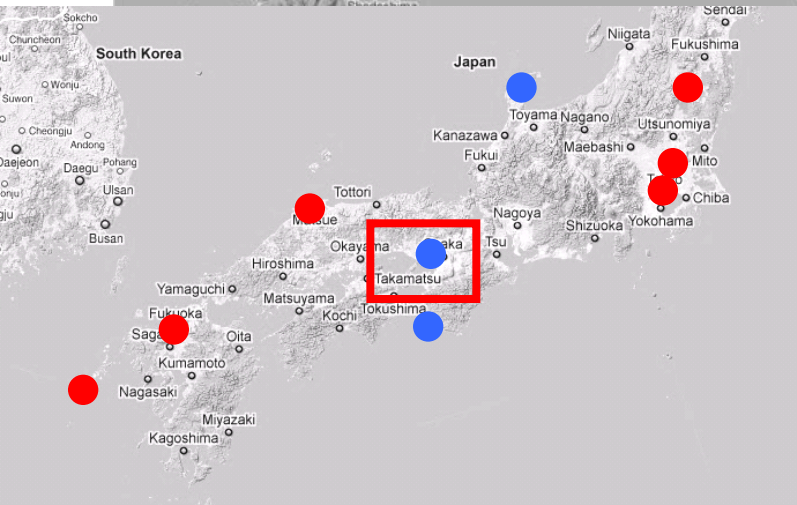 Sendai
Sokcho
Niigata
Chuncheon
Fukushima
South Korea
Japan
Wonju
Suwon
Toyama
Nagano
Utsunomiya
Cheongju
Kanazawa
Andong
Maebashi
Mito
Daejeon
Fukui
Pohang
Daegu
Ulsan
Tottori
Chiba
Nagoya
Yokohama
Shizuoka
Busan
Okayama
Tsu
Hiroshima
Takamatsu
Yamaguchi
Matsuyama
Tokushima
Fukuoka
Kochi
Saga
Oita
Kumamoto
Nagasaki
Miyazaki
Kagoshima